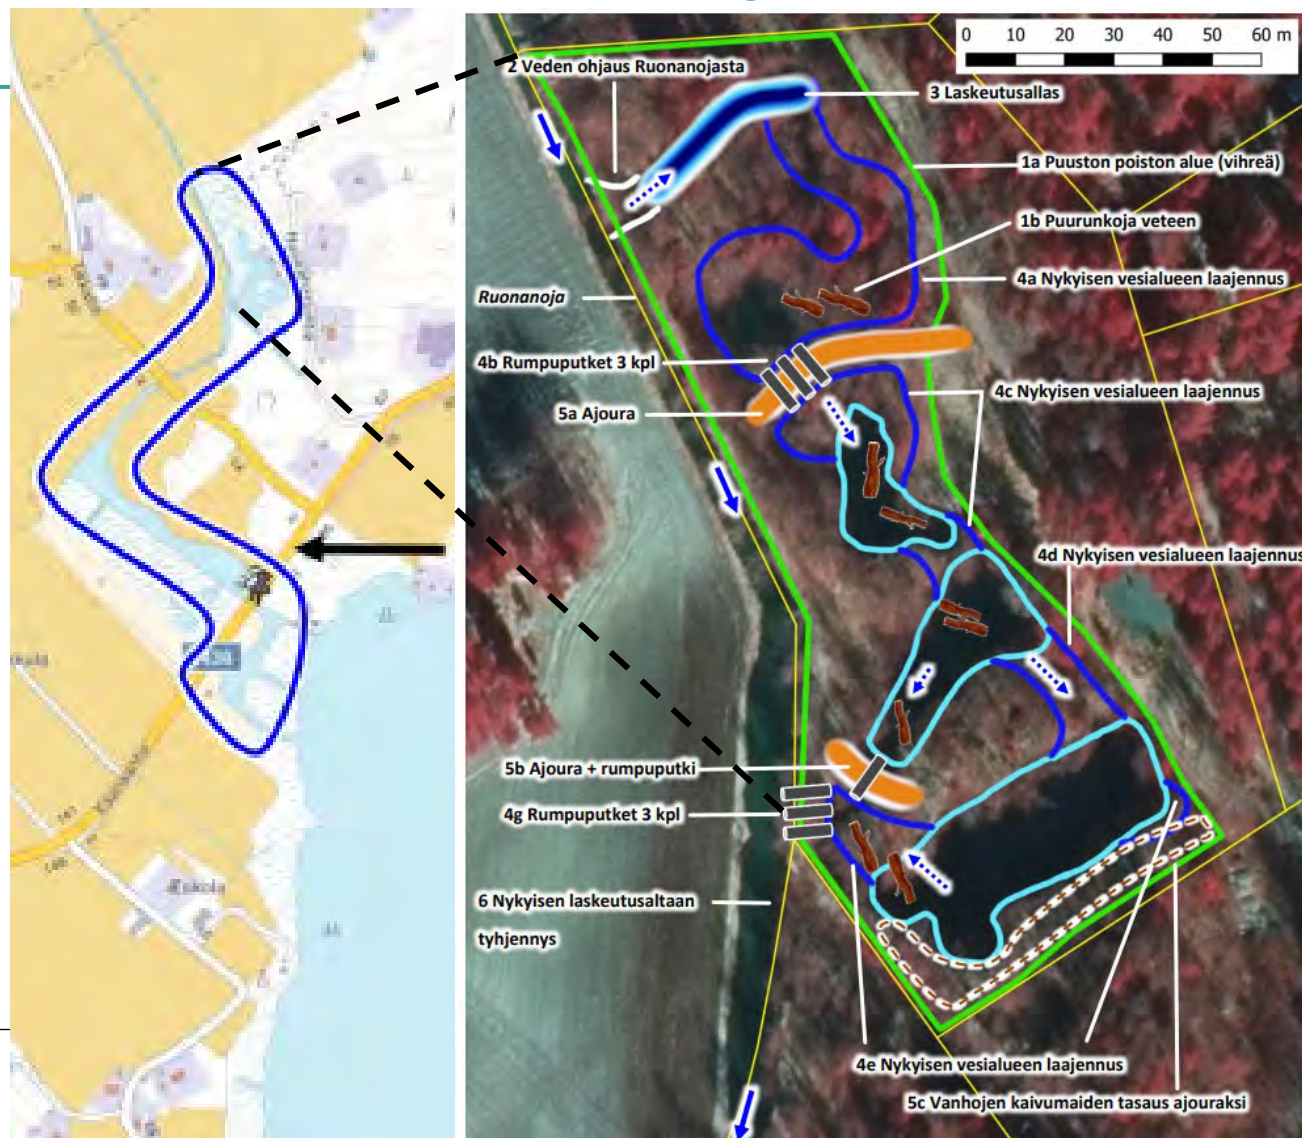 0 10 20 30 40 50 60 m
2 Veden ohjaus Ruonanojasta
3 Laskeutusallas
1a Puuston poiston alue (vihreä)
1b Puurunkoja veteen
4a Nykyisen vesialueen laajennus
Ruonanoja
4b Rumpuputket 3 kpl
4c Nykyisen vesialueen laajennus
5a Ajoura
4d Nykyisen vesialueen laajennus
5b Ajoura + rumpuputki
4g Rumpuputket 3 kpl
6 Nykyisen laskeutusaltaan
tyhjennys
4e Nykyisen vesialueen laajennus
5c Vanhojen kaivumaiden tasaus ajouraksi